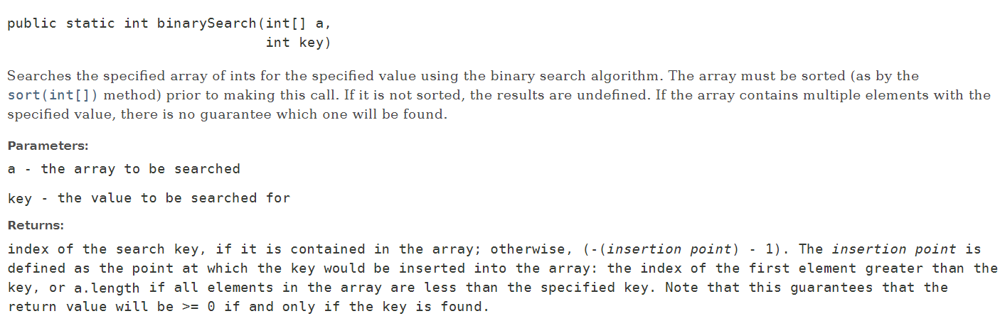 public static int binarySearch(int[] a,
int key)
Searches the specified array of ints for the specified value using the binary search algorithm. The array must be sorted (as by the
sort(int[]) method) prior to making this call. If it is not sorted, the results are undefined. If the array contains multiple elements with the
specified value, there is no guarantee which one will be found.
Parameters:
a - the array to be searched
key - the value to be searched for
Returns:
index of the search key, if it is contained in the array; otherwise, (-(insertion point) - 1). The insertion point is
defined as the point at which the key would be inserted into the array: the index of the first element greater than the
key, or a.length if all elements in the array are less than the specified key. Note that this guarantees that the
return value will be >= 0 if and only if the key is found.